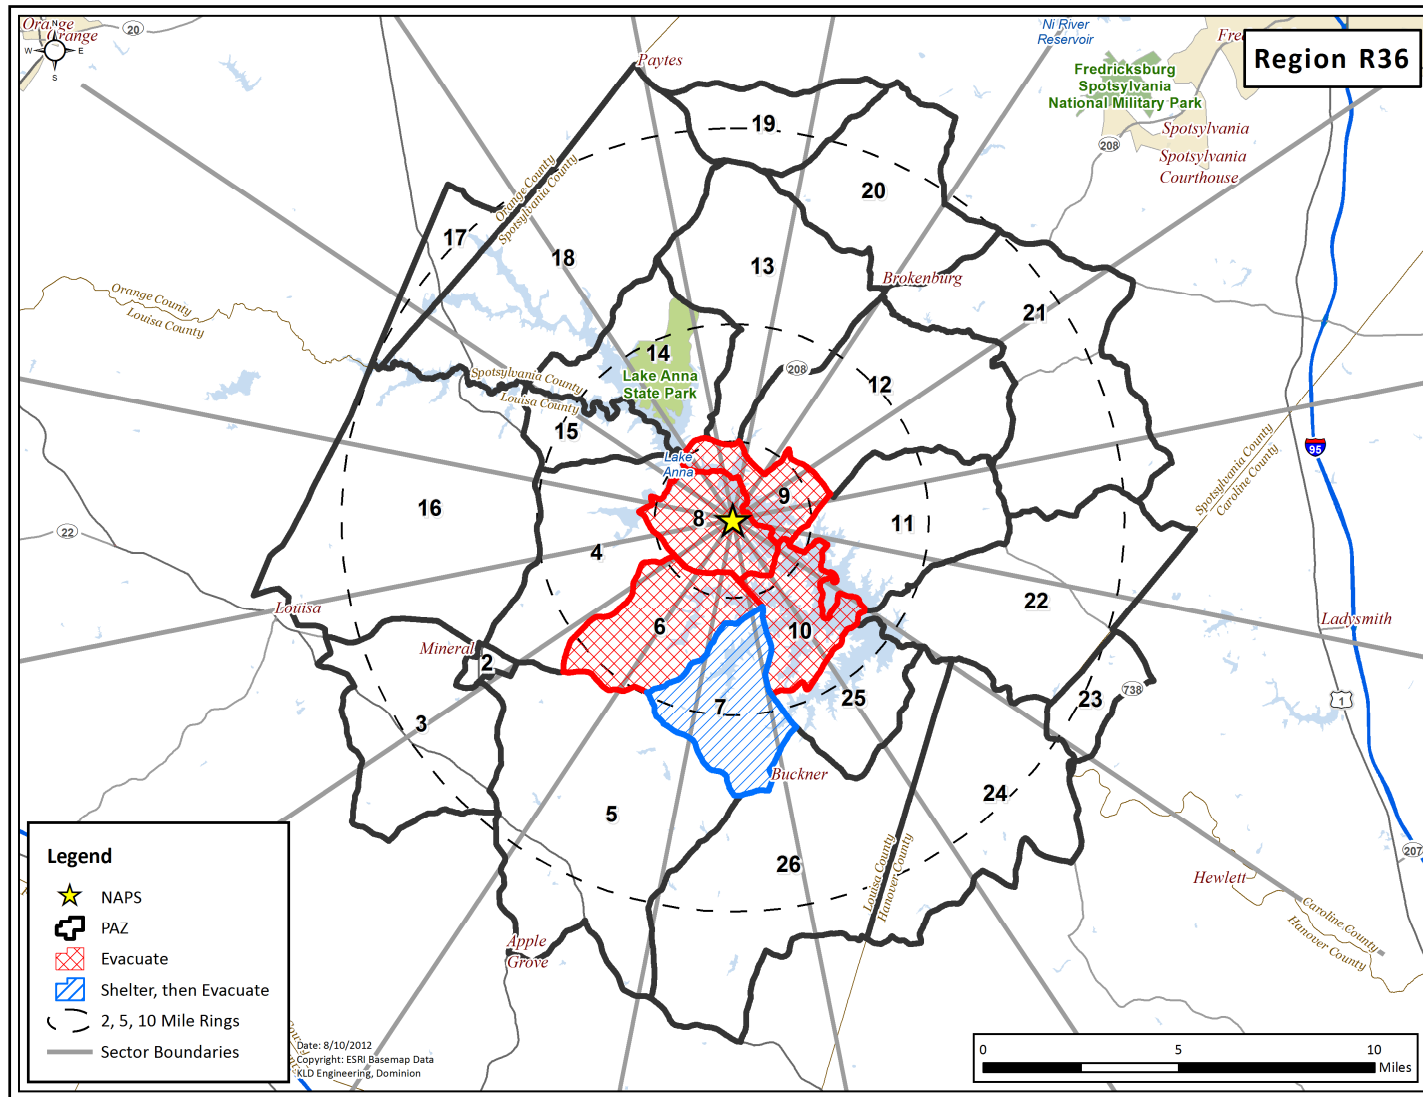 Orange
Orange
N
W
E
S
20
Paytes
Ni River
Reservoir
Region R36
Fredricksburg
Spotsylvania
National Military Park
208
Spotsylvania
Spotsylvania
Courthouse
19
20
Orange County
Spotsylvania County
17
18
13
Brokenburg
21
Orange County
Louisa County
14
Lake Anna
State Park
208
12
Spotsylvania County
Louisa County
15
Lake
Anna
Spotsylvania County
Caroline County
95
16
8
9
11
22
4
22
Louisa
6
10
Ladysmith
Mineral
2
3
7
25
23
738
1
Buckner
5
24
26
Louisa County
Hanover County
207
Hewlett
Caroline County
Hanover County
Apple
Grove
Legend
NAPS
PAZ
Evacuate
Shelter, then Evacuate
2, 5, 10 Mile Rings
Sector Boundaries
Date: 8/10/2012
Copyright: ESRI Basemap Data
KLD Engineering, Dominion
0 5 10
Miles